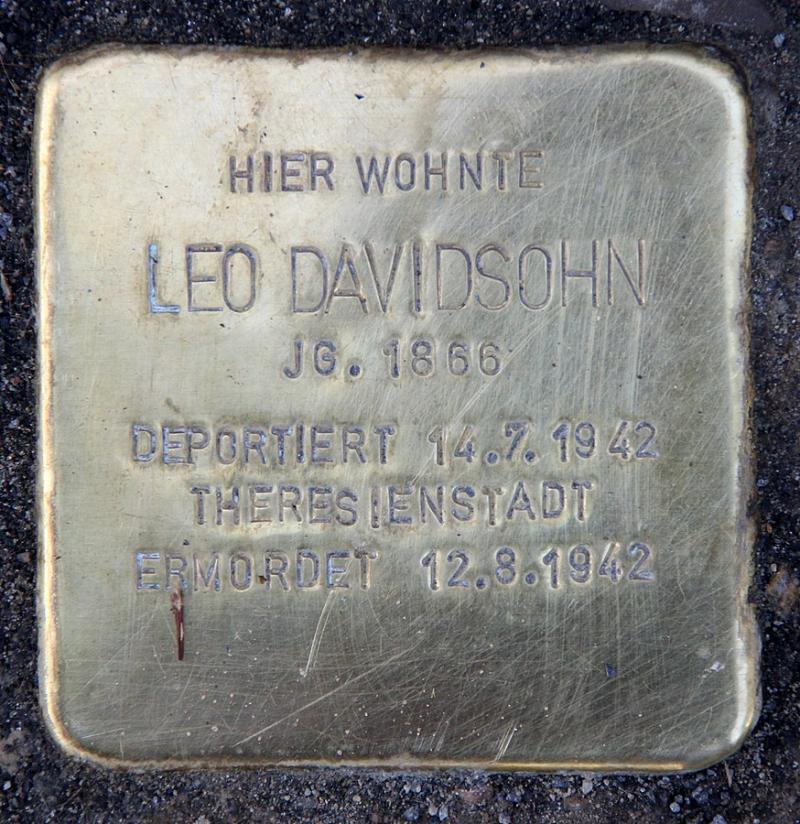 HIER WOHNTE
LEO DAVIDSOHN
JG. 1866
DEPORTIERT 14.7.1942
THERESIENSTADT
ERMORDET 12.8.1942